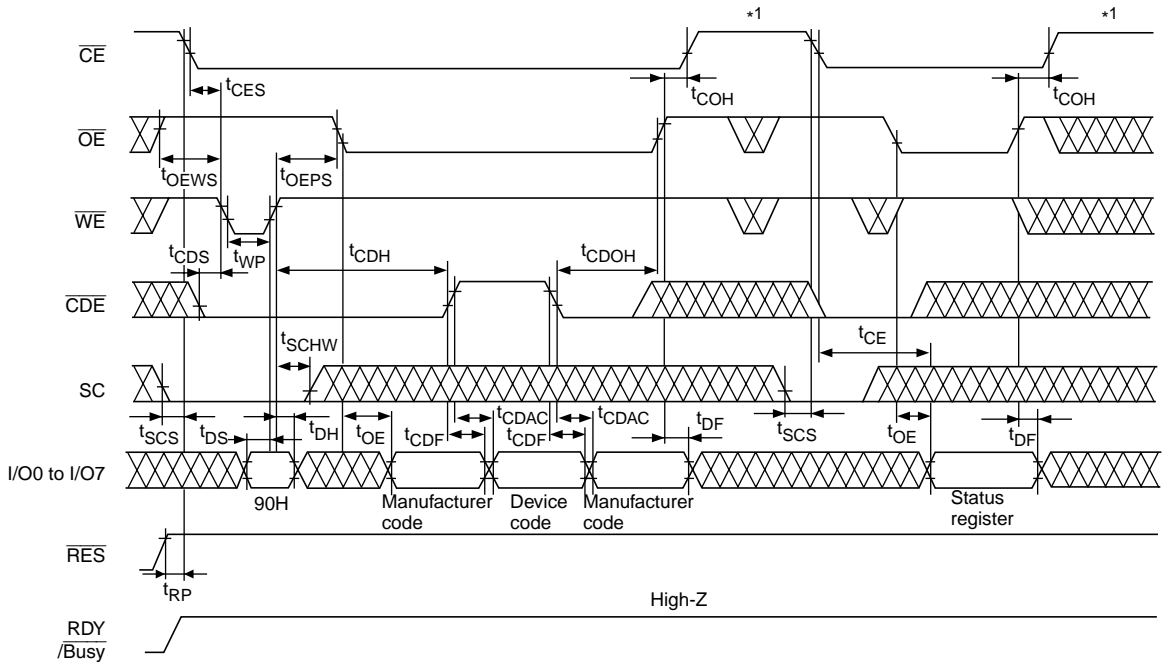 *1 *1
CE
tCES tCOH tCOH
OE
tOEWS tOEPS
WE
tCDS tWP tCDH tCDOH
CDE
tSCHW tCE
SC
tSCS tDS tDH tOE tCDF tCDAC tCDF tCDAC tDF tSCS tOE tDF
I/O0 to I/O7
90H Manufacturer code Device code Manufacturer code Status register
RES
tRP
High-Z
RDY
/Busy